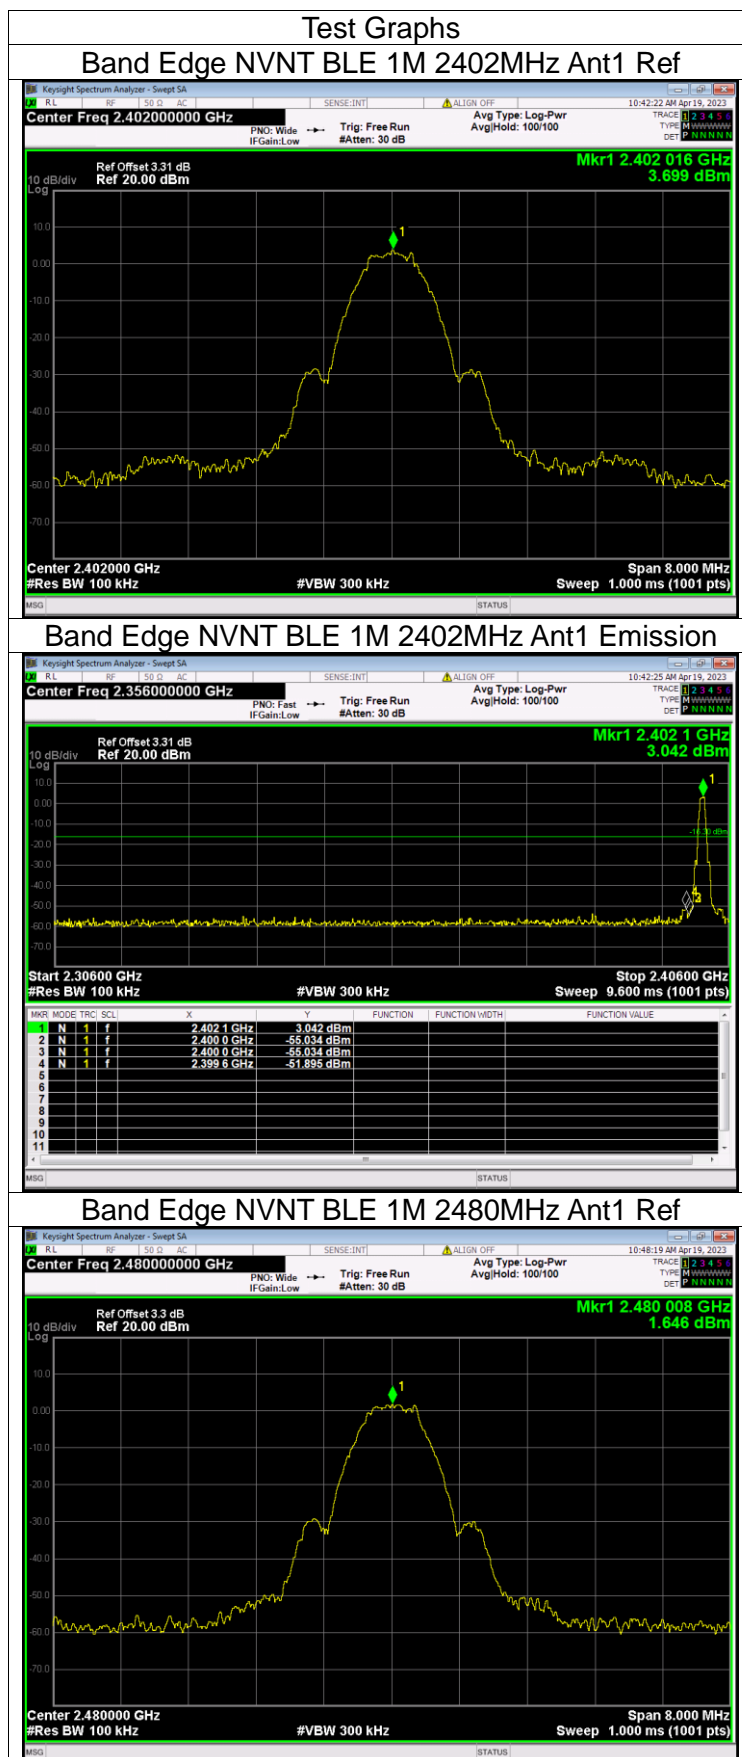 Test Graphs
Band Edge NVNT BLE 1M 2402MHz Ant1 Ref
Keysight Spectrum Analyzer - Swept SA
RL RF 50 Ω AC SENSE:INT ALIGN OFF 10:42:22 AM Apr 19, 2023
Center Freq 2.402000000 GHz
Avg Type: Log-Pwr TRACE 1 2 3 4 5 6
PNO: Wide Trig: Free Run Avg|Hold: 100/100 TYPE M WWWWW
IFGain:Low #Atten: 30 dB DET P N N N N N
Mkr1 2.402 016 GHz
3.699 dBm
Ref Offset 3.31 dB
10 dB/div Ref 20.00 dBm
Log
10.0
0.00
-10.0
-20.0
-30.0
-40.0
-50.0
-60.0
-70.0
1
Center 2.402000 GHz Span 8.000 MHz
#Res BW 100 kHz #VBW 300 kHz Sweep 1.000 ms (1001 pts)
MSG STATUS
Band Edge NVNT BLE 1M 2402MHz Ant1 Emission
Keysight Spectrum Analyzer - Swept SA
RL RF 50 Ω AC SENSE:INT ALIGN OFF 10:42:25 AM Apr 19, 2023
Center Freq 2.356000000 GHz
Avg Type: Log-Pwr TRACE 1 2 3 4 5 6
PNO: Fast Trig: Free Run Avg|Hold: 100/100 TYPE M WWWWW
IFGain:Low #Atten: 30 dB DET P N N N N N
Mkr1 2.402 1 GHz
3.042 dBm
Ref Offset 3.31 dB
10 dB/div Ref 20.00 dBm
Log
10.0
0.00
-10.0
-20.0
-30.0
-40.0
-50.0
-60.0
-70.0
1
-16.30 dBm
Start 2.30600 GHz Stop 2.40600 GHz
#Res BW 100 kHz #VBW 300 kHz Sweep 9.600 ms (1001 pts)
MKR MODE TRC SCL X Y FUNCTION FUNCTION WIDTH FUNCTION VALUE
1 N 1 f 2.402 1 GHz 3.042 dBm
2 N 1 f 2.400 0 GHz -55.034 dBm
3 N 1 f 2.400 0 GHz -55.034 dBm
4 N 1 f 2.399 6 GHz -51.895 dBm
5
6
7
8
9
10
11
MSG STATUS
Band Edge NVNT BLE 1M 2480MHz Ant1 Ref
Keysight Spectrum Analyzer - Swept SA
RL RF 50 Ω AC SENSE:INT ALIGN OFF 10:48:19 AM Apr 19, 2023
Center Freq 2.480000000 GHz
Avg Type: Log-Pwr TRACE 1 2 3 4 5 6
PNO: Wide Trig: Free Run Avg|Hold: 100/100 TYPE M WWWWW
IFGain:Low #Atten: 30 dB DET P N N N N N
Mkr1 2.480 008 GHz
1.646 dBm
Ref Offset 3.3 dB
10 dB/div Ref 20.00 dBm
Log
10.0
0.00
-10.0
-20.0
-30.0
-40.0
-50.0
-60.0
-70.0
1
Center 2.480000 GHz Span 8.000 MHz
#Res BW 100 kHz #VBW 300 kHz Sweep 1.000 ms (1001 pts)
MSG STATUS